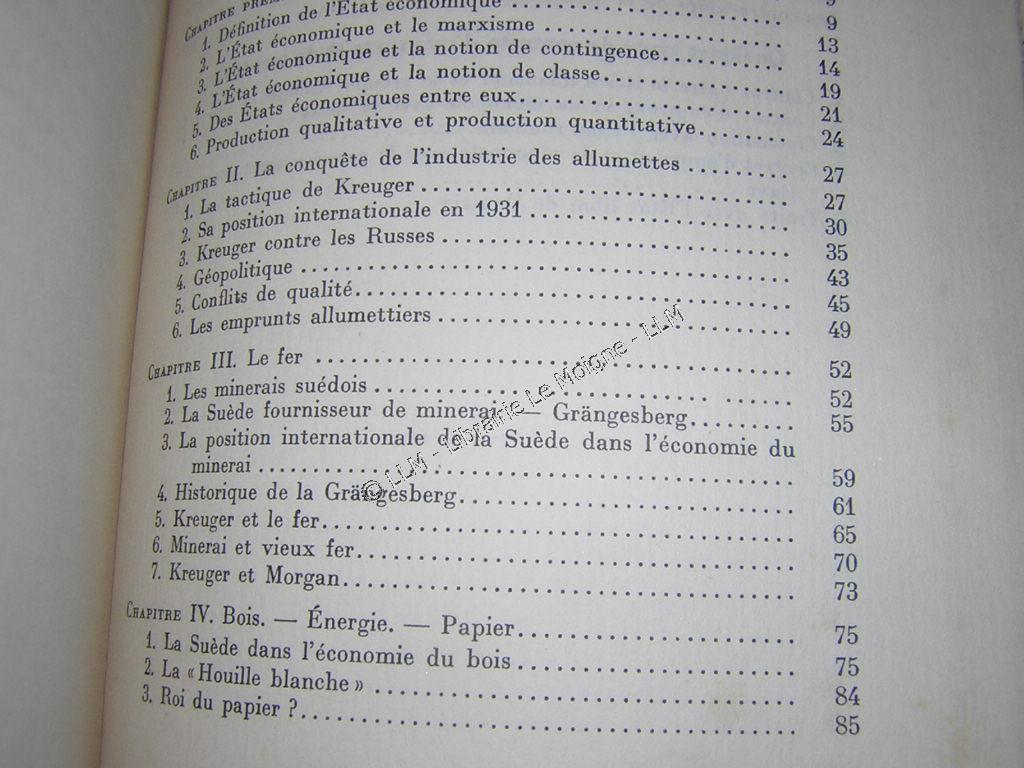 CHAPITRE PREMIER 9
1. Définition de l'État économique .......... 9
2. L'État économique et le marxisme .......... 13
3. L'État économique et la notion de contingence .......... 14
4. L'État économique et la notion de classe .......... 19
5. Des États économiques entre eux .......... 21
6. Production qualitative et production quantitative .......... 24
CHAPITRE II. La conquête de l'industrie des allumettes .......... 27
1. La tactique de Kreuger .......... 27
2. Sa position internationale en 1931 .......... 30
3. Kreuger contre les Russes .......... 35
4. Géopolitique .......... 43
5. Conflits de qualité .......... 45
6. Les emprunts allumettiers .......... 49
CHAPITRE III. Le fer .......... 52
1. Les minerais suédois .......... 52
2. La Suède fournisseur de minerai. — Grängesberg .......... 55
3. La position internationale de la Suède dans l'économie du
minerai .......... 59
4. Historique de la Grängesberg .......... 61
5. Kreuger et le fer .......... 65
6. Minerai et vieux fer .......... 70
7. Kreuger et Morgan .......... 73
CHAPITRE IV. Bois. — Énergie. — Papier .......... 75
1. La Suède dans l'économie du bois .......... 75
2. La « Houille blanche » .......... 84
3. Roi du papier ? .......... 85
© LLM - Librairie Le Moigne - LLM